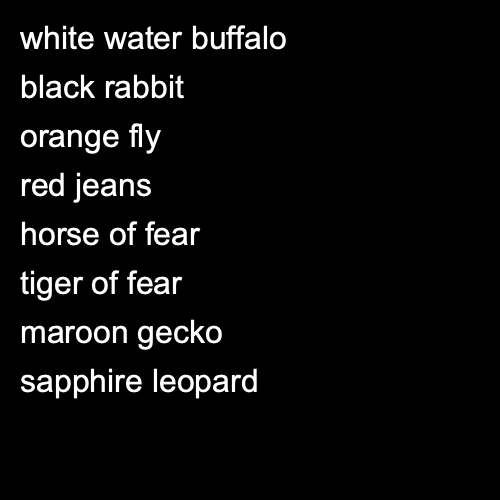 white water buffalo
black rabbit
orange fly
red jeans
horse of fear
tiger of fear
maroon gecko
sapphire leopard